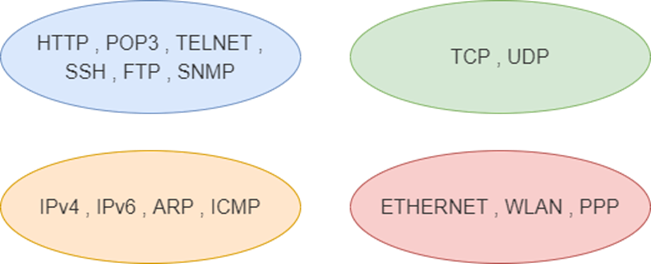 HTTP , POP3 , TELNET ,
SSH , FTP , SNMP
TCP , UDP
IPv4 , IPv6 , ARP , ICMP
ETHERNET , WLAN , PPP